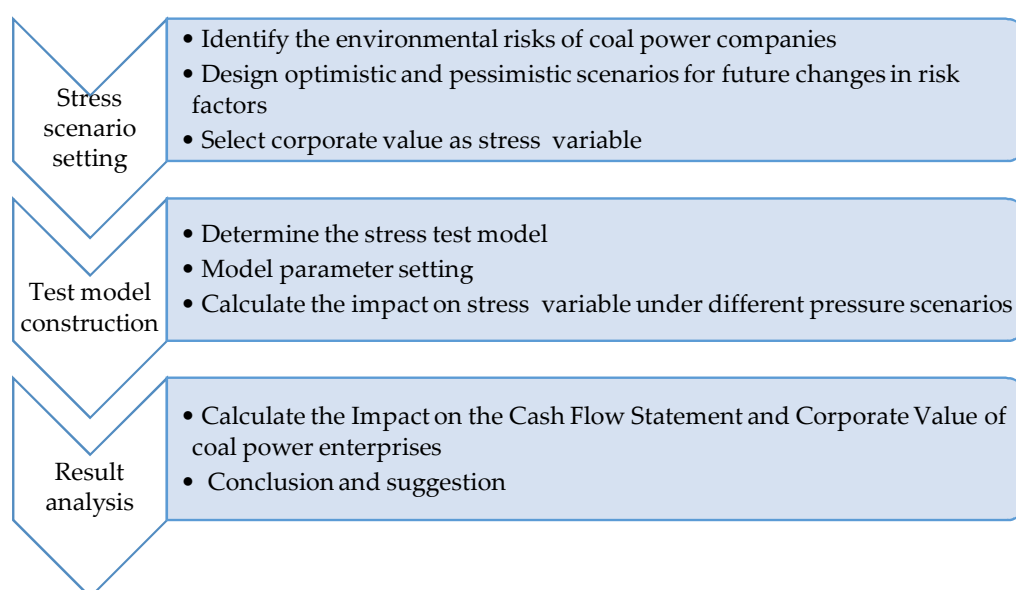 Stress
scenario
setting
• Identify the environmental risks of coal power companies
• Design optimistic and pessimistic scenarios for future changes in risk
factors
• Select corporate value as stress variable
Test model
construction
• Determine the stress test model
• Model parameter setting
• Calculate the impact on stress variable under different pressure scenarios
Result
analysis
• Calculate the Impact on the Cash Flow Statement and Corporate Value of
coal power enterprises
• Conclusion and suggestion